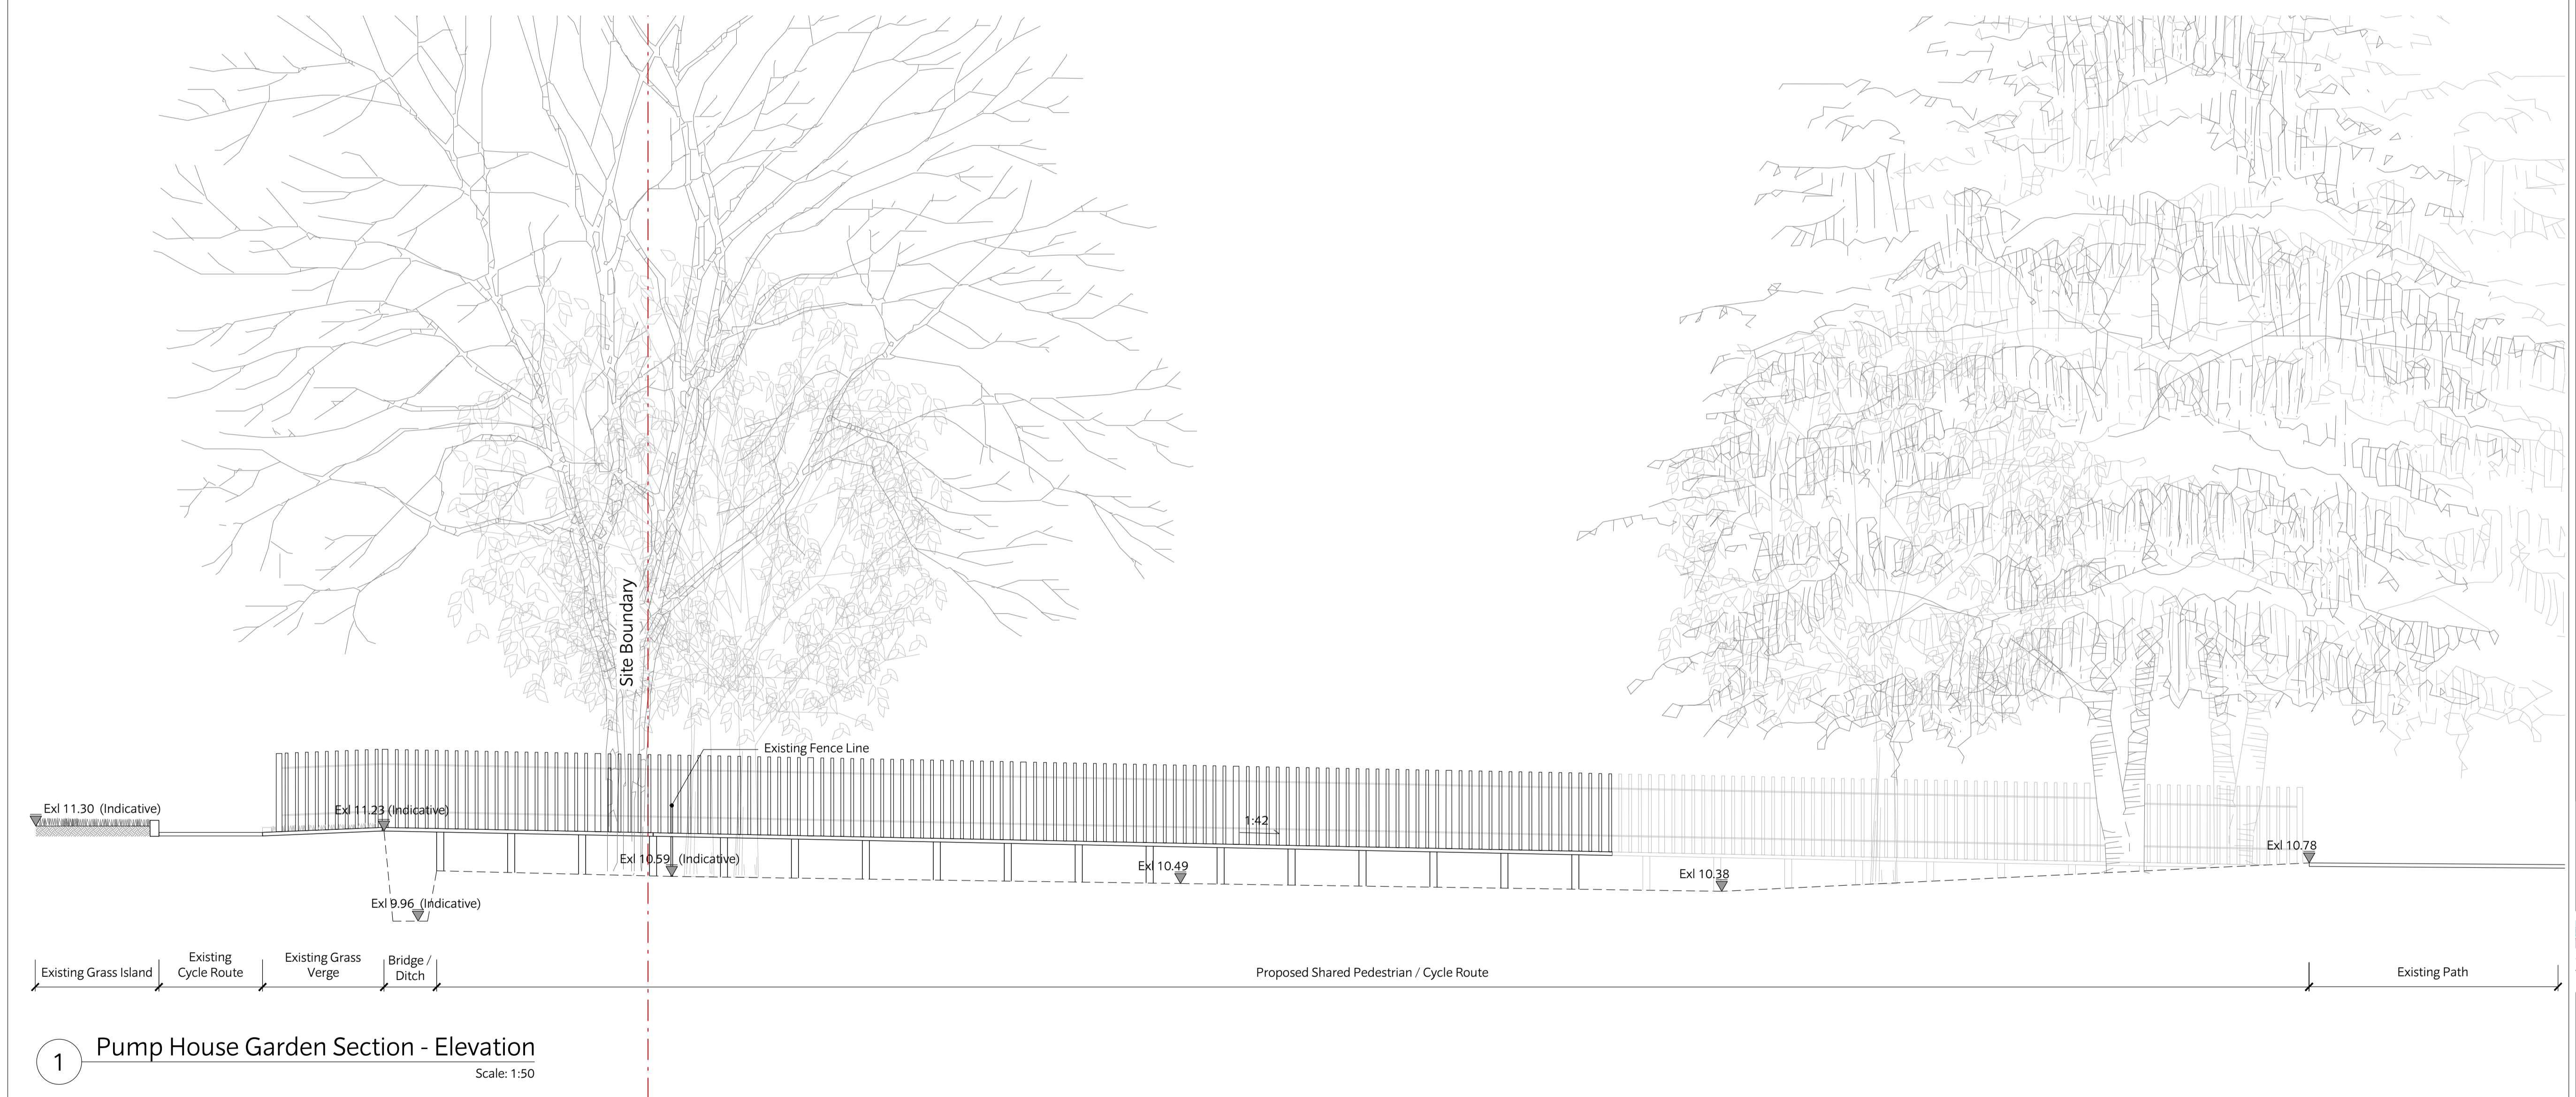 Site Boundary
Existing Fence Line
Exl 11.30 (Indicative)
Exl 11.23 (Indicative)
1:42
Exl 10.59 (Indicative)
Exl 10.49
Exl 10.38
Exl 10.78
Exl 9.96 (Indicative)
Existing Grass Island
Existing
Cycle Route
Existing Grass
Verge
Bridge /
Ditch
Proposed Shared Pedestrian / Cycle Route
Existing Path
1
Pump House Garden Section - Elevation
Scale: 1:50